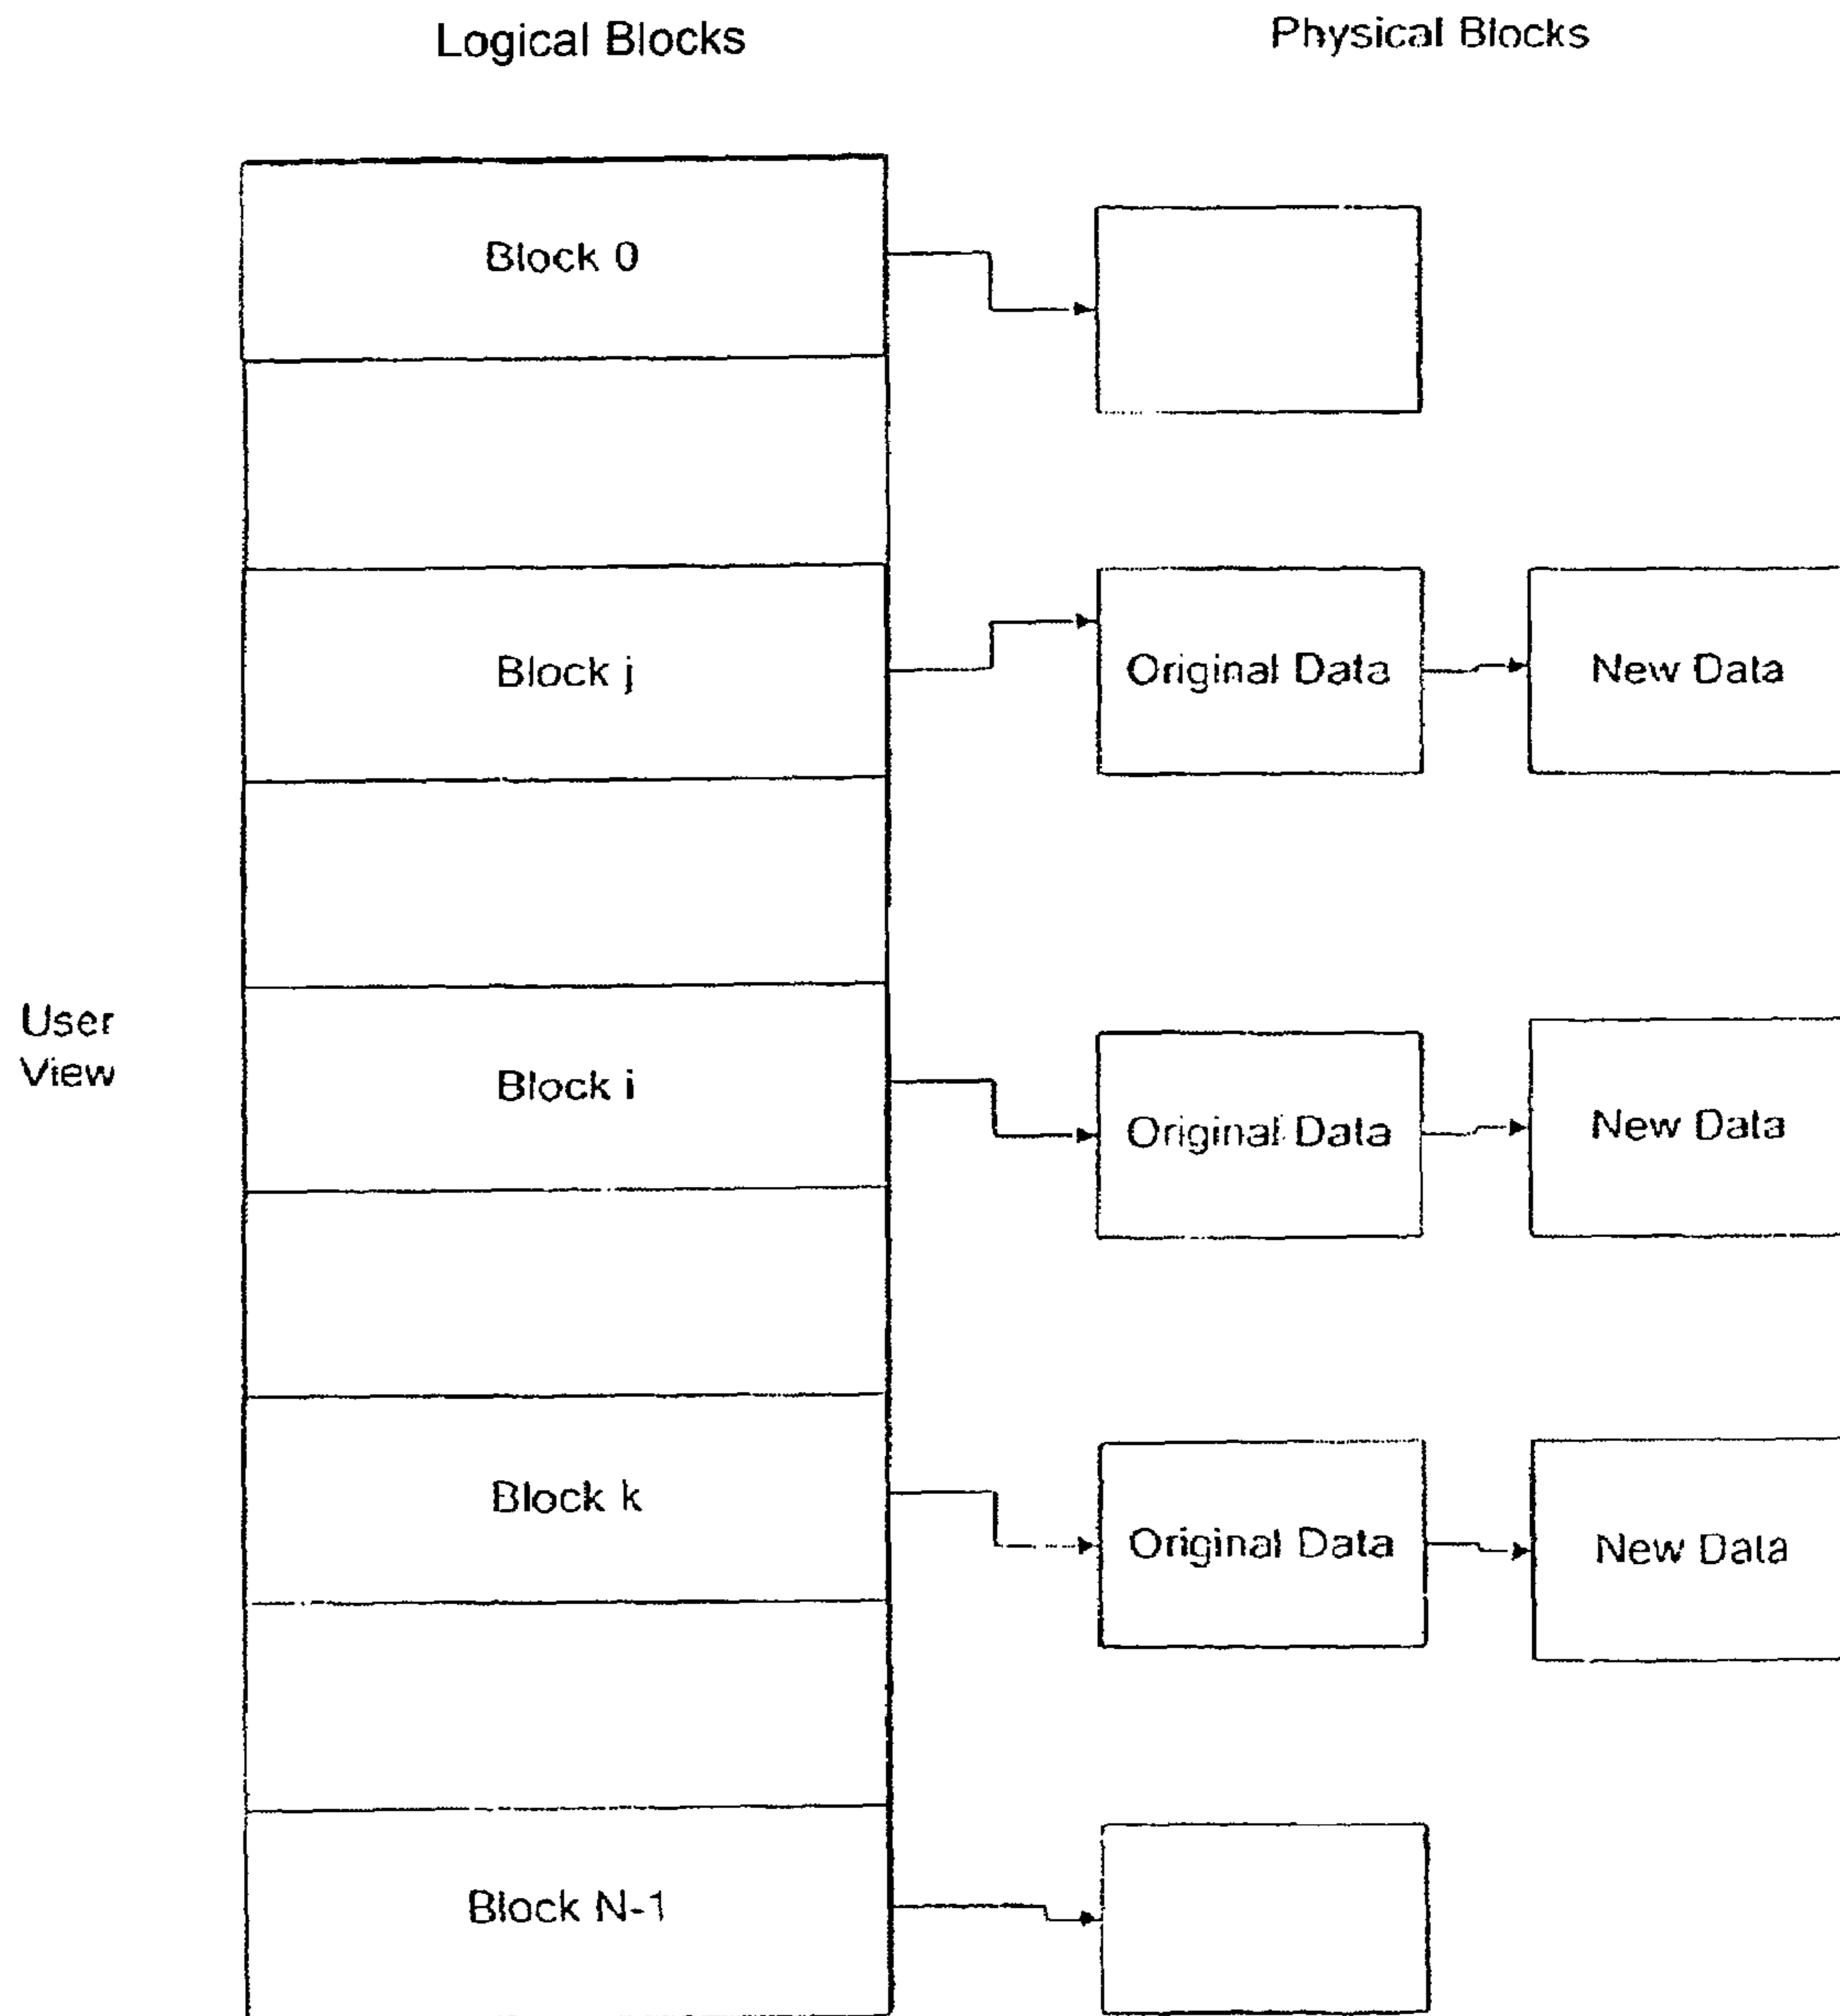 Logical Blocks
Physical Blocks
Block 0
Block j
Original Data
New Data
User
View
Block i
Original Data
New Data
Block k
Original Data
New Data
Block N-1